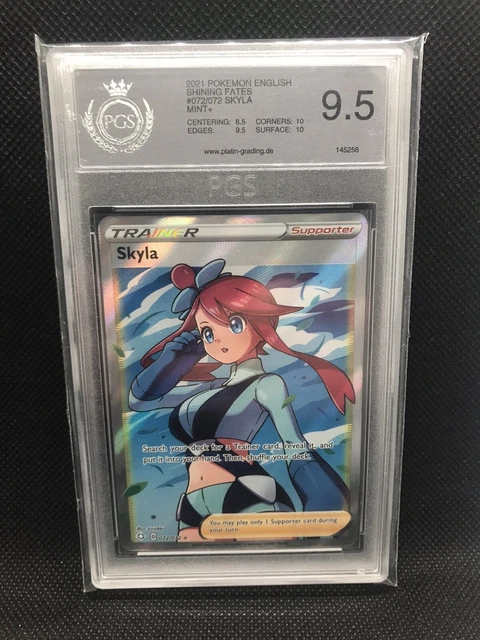 PGS
2021 POKEMON ENGLISH
SHINING FATES
#072/072 SKYLA
MINT+
CENTERING: 8.5 CORNERS: 10
EDGES: 9.5 SURFACE: 10
www.platin-grading.de
9.5
145258
PGS
TRAINER Supporter
Skyla
Search your deck for a Trainer card, reveal it, and
put it into your hand. Then, shuffle your deck.
You may play only 1 Supporter card during
your turn.
072/072